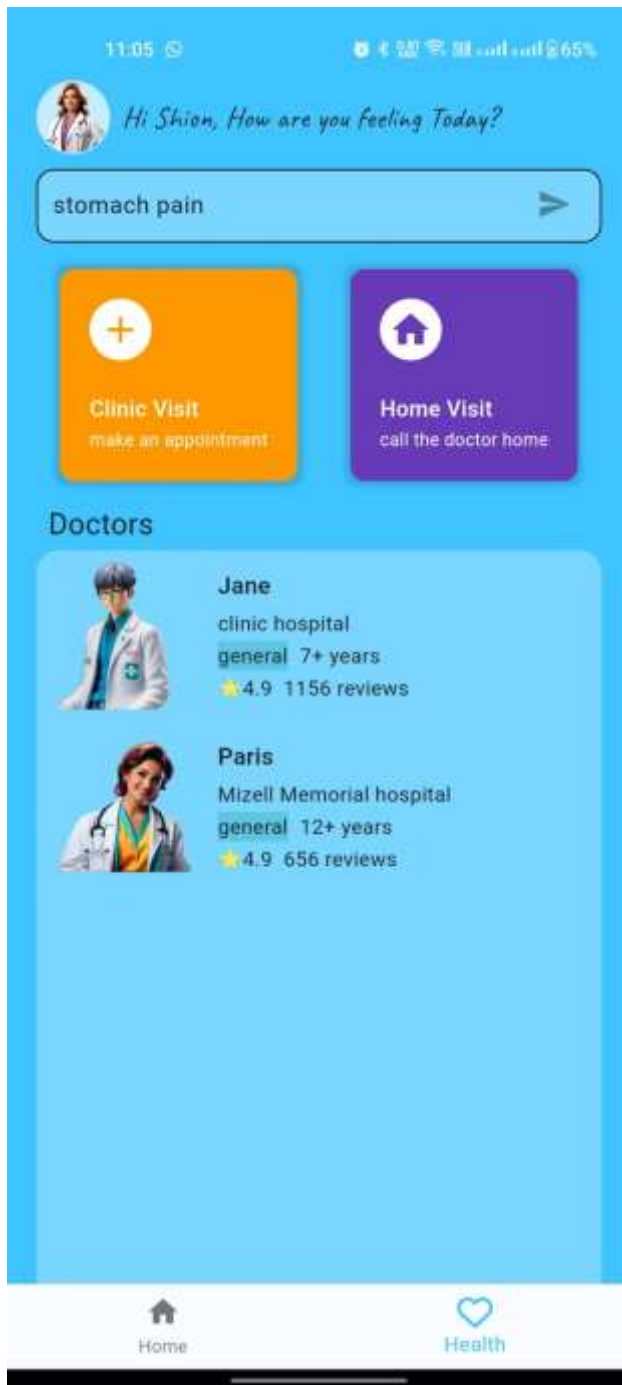 11:05
65%
Hi Shion, How are you feeling Today?
stomach pain
Clinic Visit
make an appointment
Home Visit
call the doctor home
Doctors
Jane
clinic hospital
general 7+ years
4.9 1156 reviews
Paris
Mizell Memorial hospital
general 12+ years
4.9 656 reviews
Home
Health